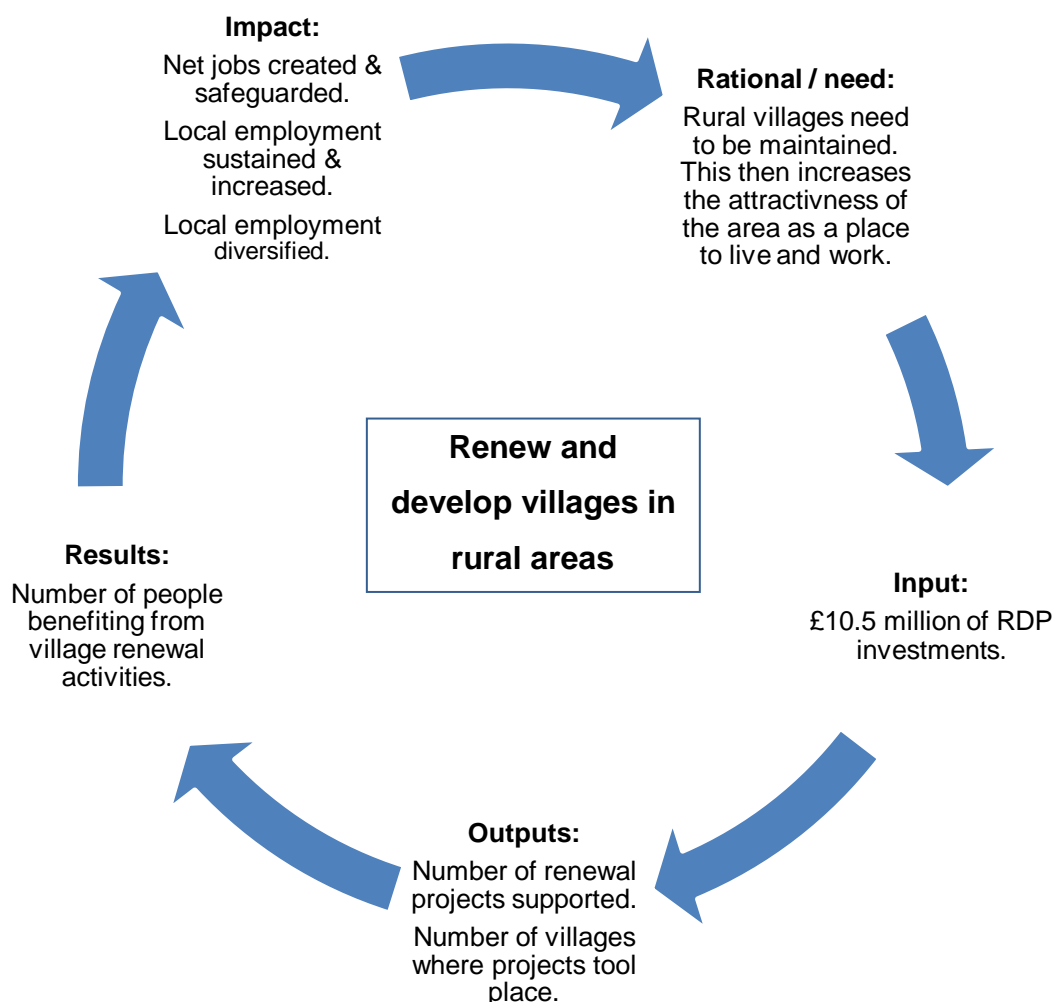 Impact:
Net jobs created &
safeguarded.
Local employment
sustained &
increased.
Local employment
diversified.
Rational / need:
Rural villages need
to be maintained.
This then increases
the attractivness of
the area as a place
to live and work.
Renew and
develop villages in
rural areas
Input:
£10.5 million of RDP
investments.
Outputs:
Number of renewal
projects supported.
Number of villages
where projects tool
place.
Results:
Number of people
benefiting from
village renewal
activities.